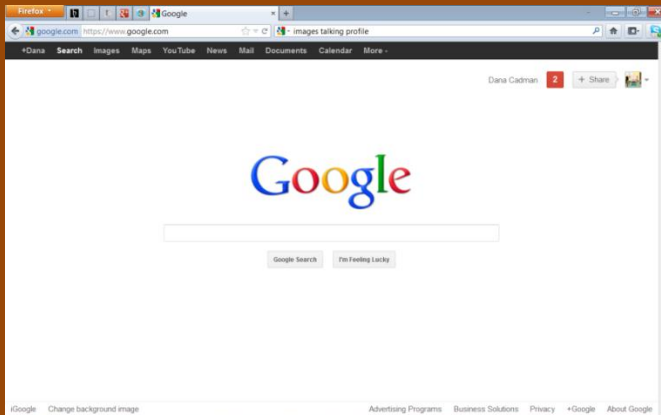 Firefox
Google
google.com https://www.google.com
images talking profile
+Dana Search Images Maps YouTube News Mail Documents Calendar More
Dana Cadman 2 + Share
Google
Google Search I'm Feeling Lucky
iGoogle Change background image Advertising Programs Business Solutions Privacy +Google About Google